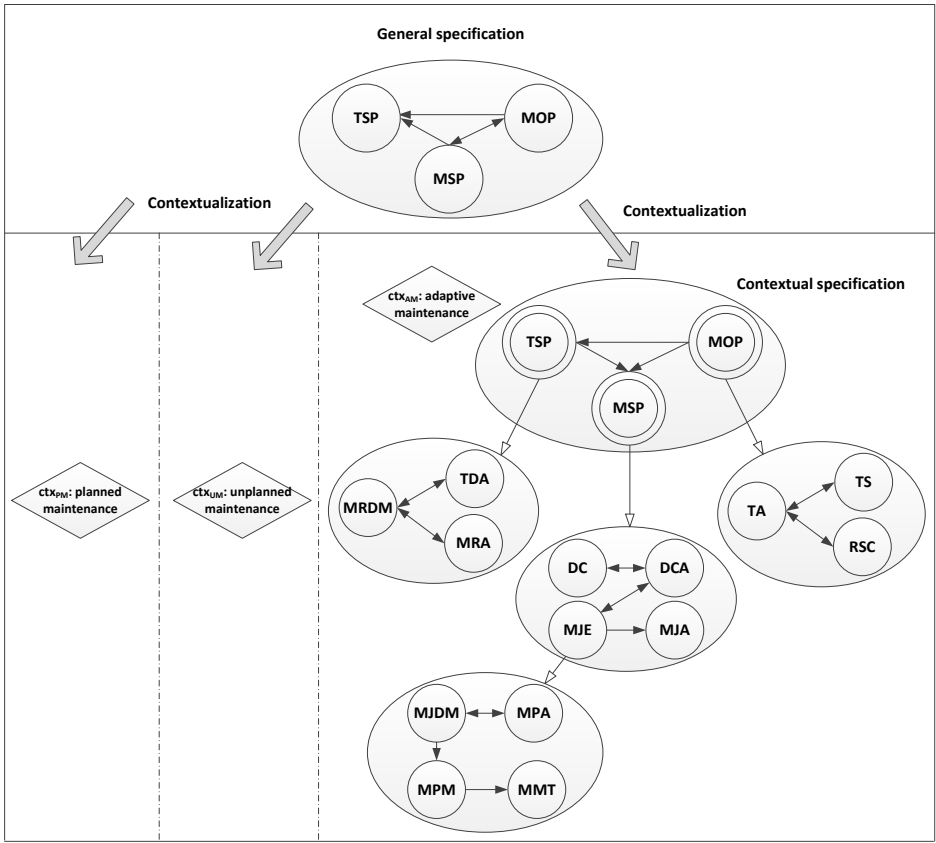 General specification
TSP
MOP
MSP
Contextualization
Contextualization
ctxAM: adaptive
maintenance
Contextual specification
TSP
MOP
MSP
ctxPM: planned
maintenance
ctxUM: unplanned
maintenance
TDA
MRDM
MRA
TS
TA
RSC
DC
DCA
MJE
MJA
MJDM
MPA
MPM
MMT